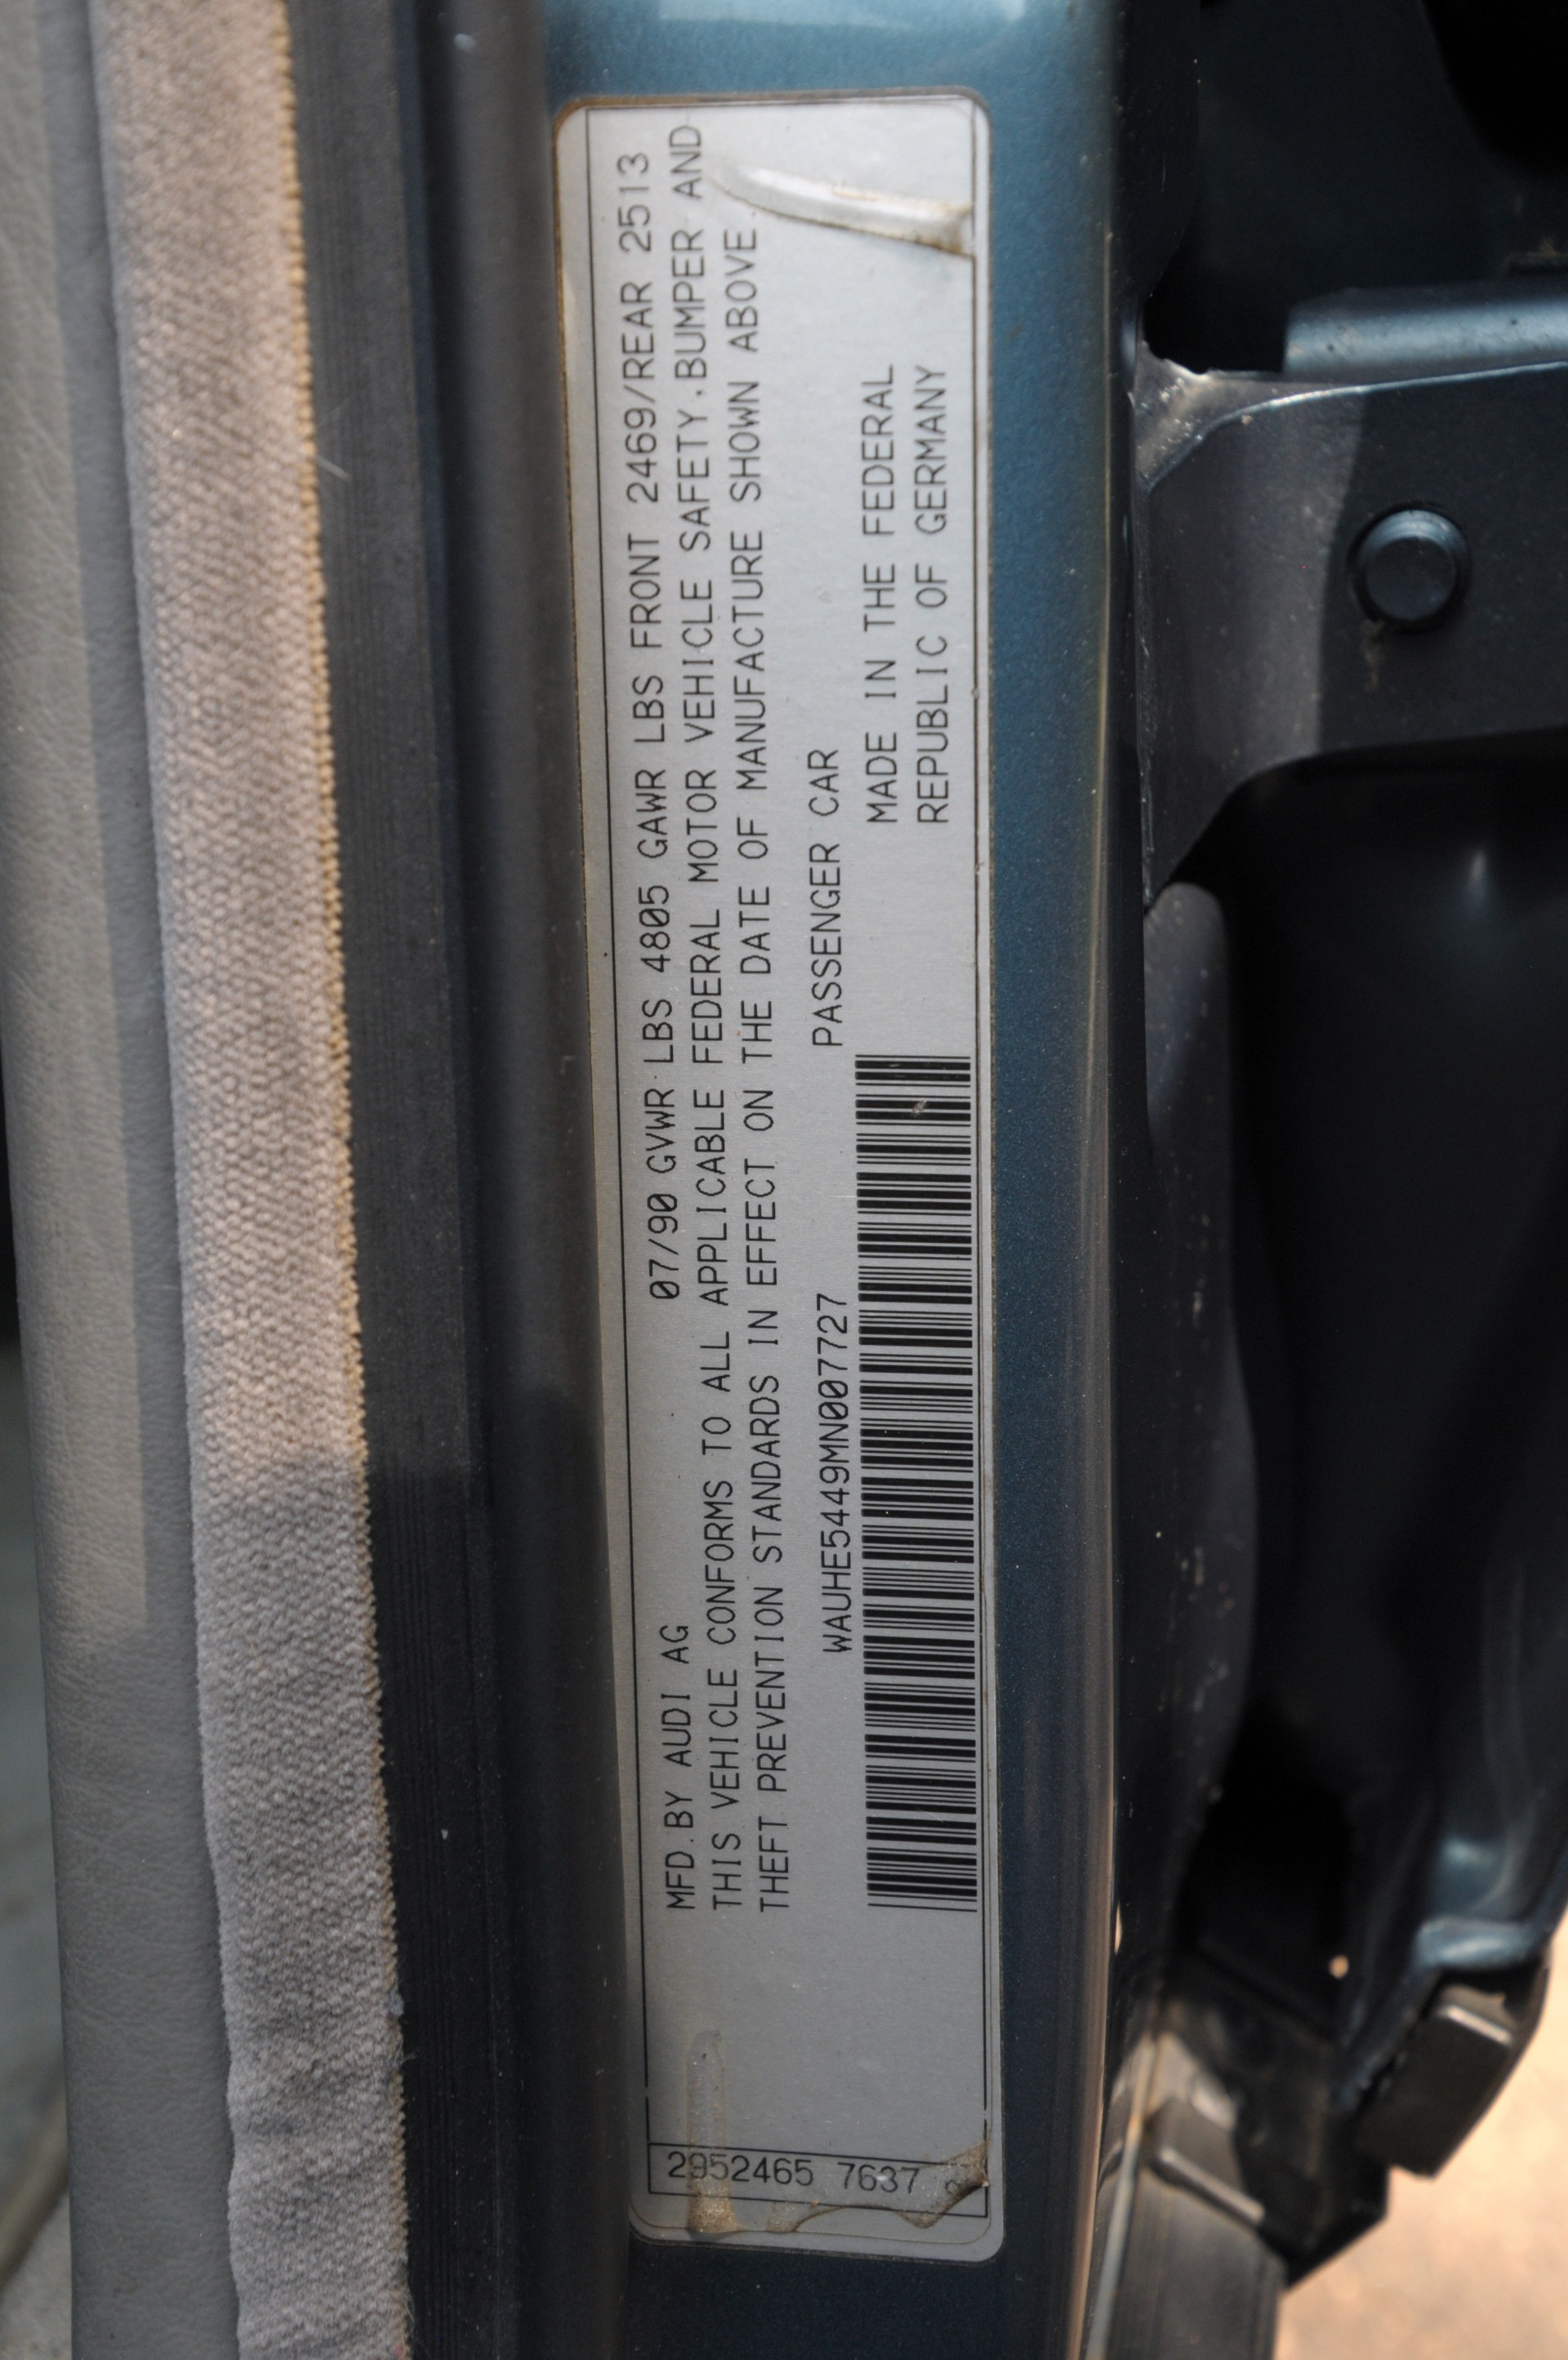 MFD.BY AUDI AG 07/90 GVWR LBS 4805 GAWR LBS FRONT 2469/REAR 2513
THIS VEHICLE CONFORMS TO ALL APPLICABLE FEDERAL MOTOR VEHICLE SAFETY.BUMPER AND
THEFT PREVENTION STANDARDS IN EFFECT ON THE DATE OF MANUFACTURE SHOWN ABOVE
WAUHE5449MN007727 PASSENGER CAR
MADE IN THE FEDERAL
REPUBLIC OF GERMANY
2952465 7637